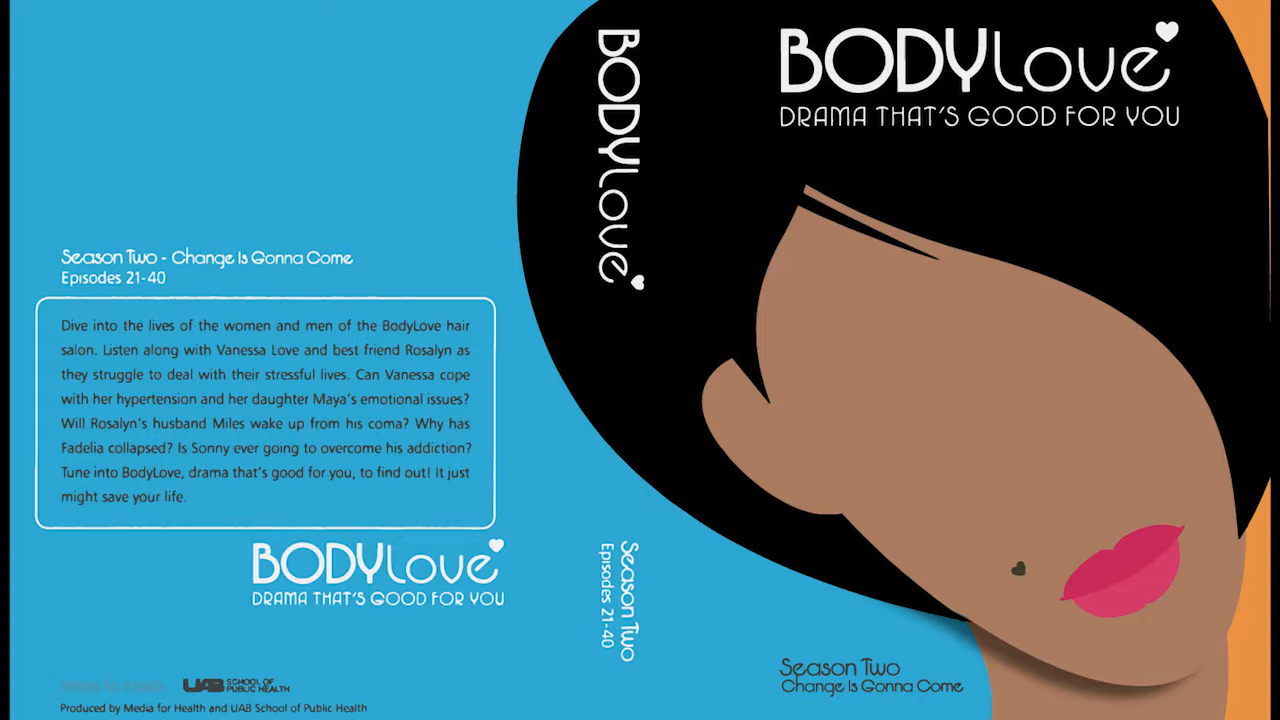 Season Two - Change Is Gonna Come
Episodes 21-40
Dive into the lives of the women and men of the BodyLove hair
salon. Listen along with Vanessa Love and best friend Rosalyn as
they struggle to deal with their stressful lives. Can Vanessa cope
with her hypertension and her daughter Maya's emotional issues?
Will Rosalyn's husband Miles wake up from his coma? Why has
Fadelia collapsed? Is Sonny ever going to overcome his addiction?
Tune into BodyLove, drama that's good for you, to find out! It just
might save your life.
BODYLove
DRAMA THAT'S GOOD FOR YOU
UAB SCHOOL OF
PUBLIC HEALTH
Produced by Media for Health and UAB School of Public Health
BODYLove
Season Two
Episodes 21-40
BODYLove
DRAMA THAT'S GOOD FOR YOU
Season Two
Change Is Gonna Come